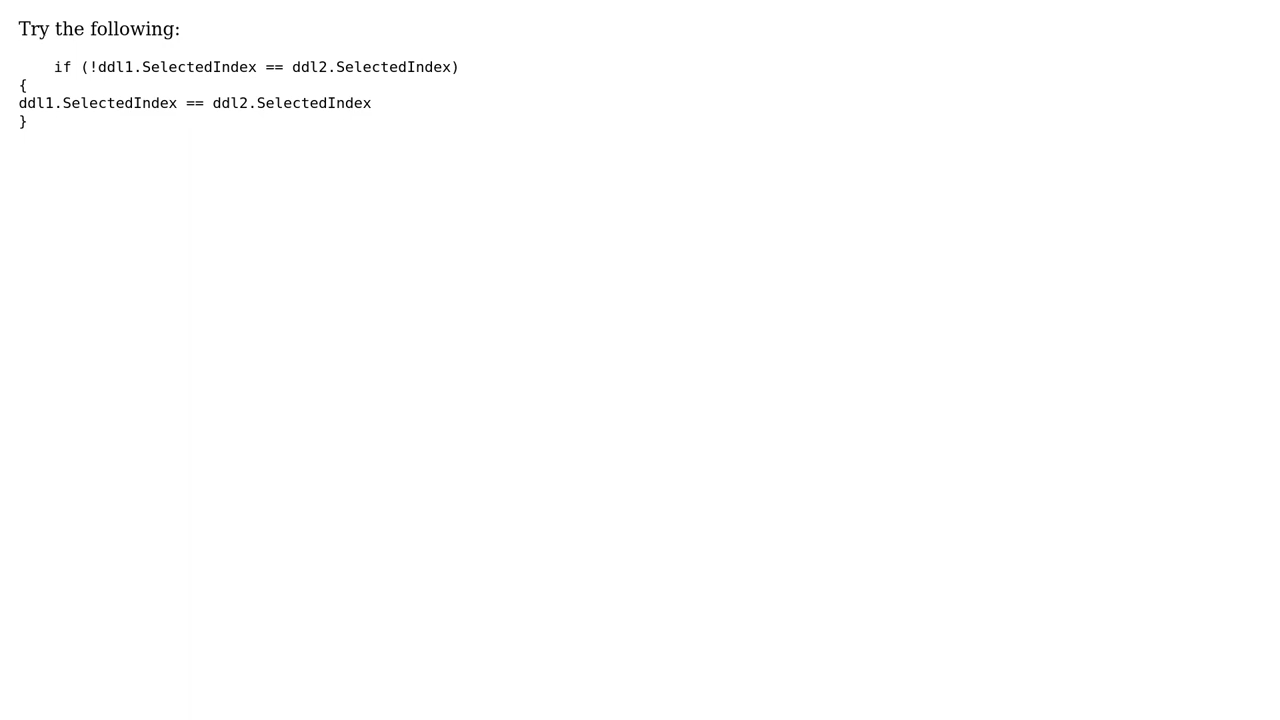 Try the following:
    if (!ddl1.SelectedIndex == ddl2.SelectedIndex)
{
ddl1.SelectedIndex == ddl2.SelectedIndex
}